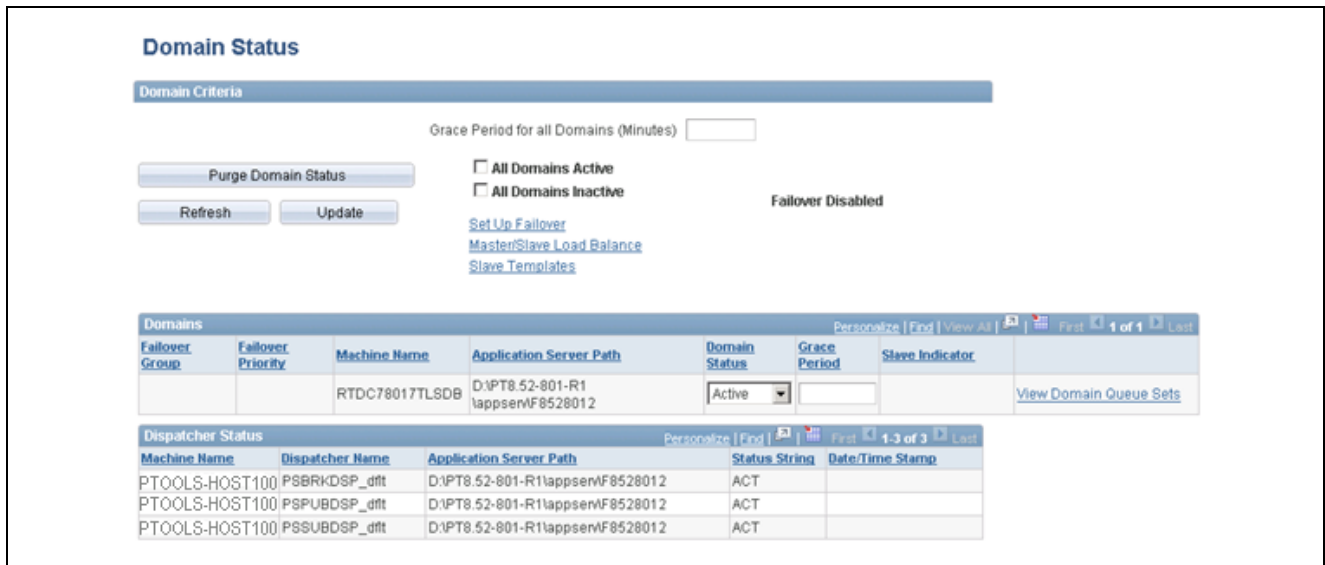 Domain Status
Domain Criteria
Grace Period for all Domains (Minutes)
Purge Domain Status
All Domains Active
All Domains Inactive
Failover Disabled
Refresh Update
Set Up Failover
Master/Slave Load Balance
Slave Templates
Domains Personalize | Find | View All | First 1 of 1 Last
Failover Group Failover Priority Machine Name Application Server Path Domain Status Grace Period Slave Indicator
RTDC78017TLSDB D:\PT8.52-801-R1 \appserv\F8528012 Active View Domain Queue Sets
Dispatcher Status Personalize | Find | First 1-3 of 3 Last
Machine Name Dispatcher Name Application Server Path Status String Date/Time Stamp
PTOOLS-HOST100 PSBRKDSP_dflt D:\PT8.52-801-R1\appserv\F8528012 ACT
PTOOLS-HOST100 PSPUBDSP_dflt D:\PT8.52-801-R1\appserv\F8528012 ACT
PTOOLS-HOST100 PSSUBDSP_dflt D:\PT8.52-801-R1\appserv\F8528012 ACT